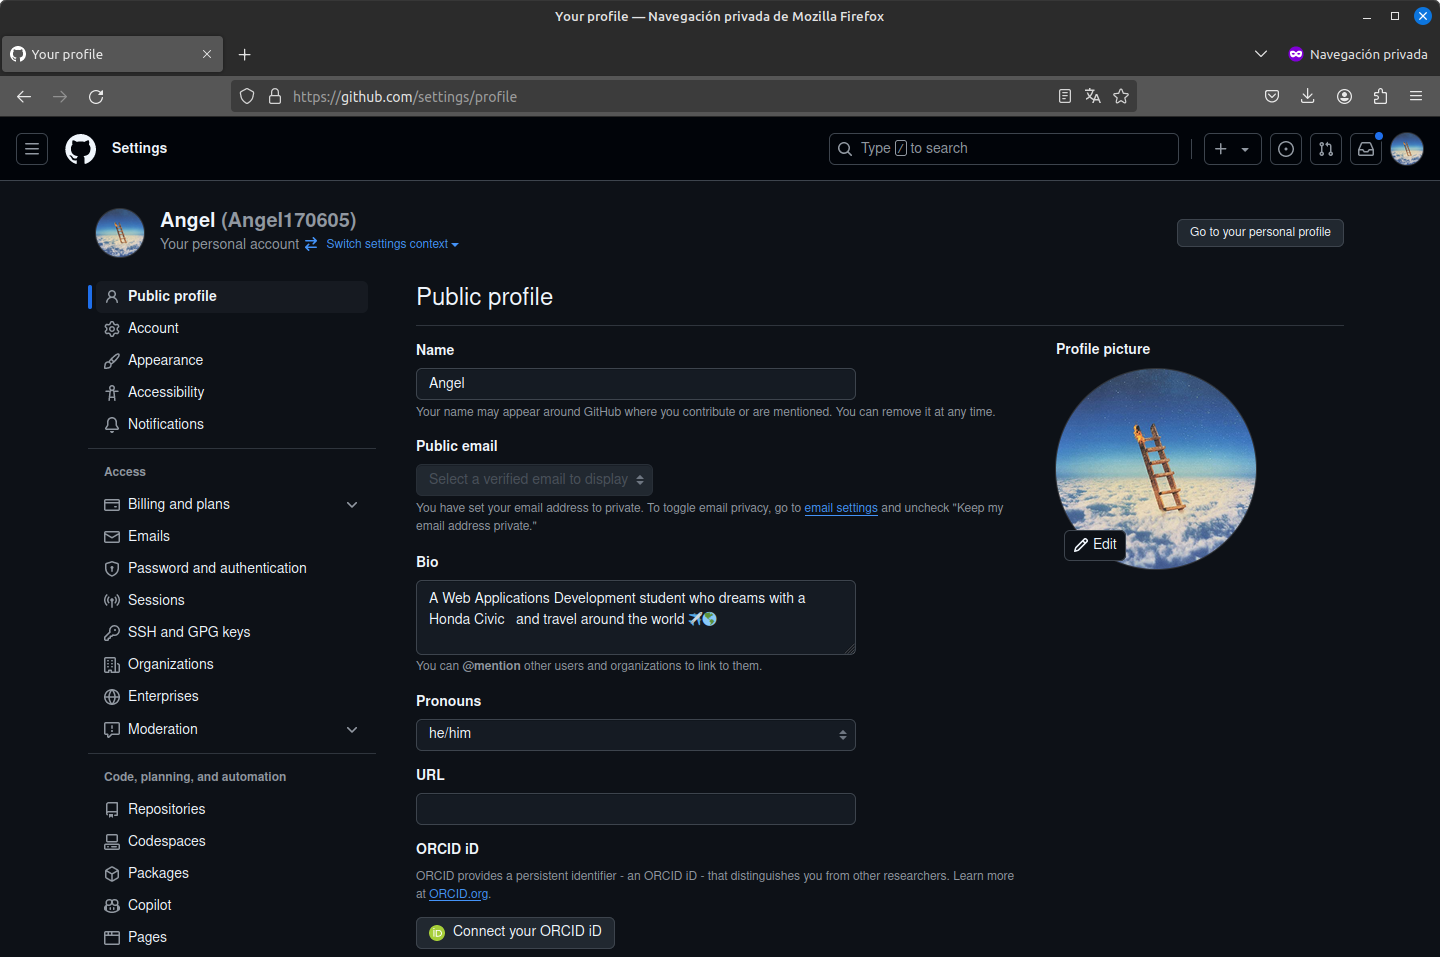 Your profile — Navegación privada de Mozilla Firefox
Your profile
Navegación privada
https://github.com/settings/profile
Settings
Type / to search
Angel (Angel170605)
Your personal account
Switch settings context
Go to your personal profile
Public profile
Account
Appearance
Accessibility
Notifications
Access
Billing and plans
Emails
Password and authentication
Sessions
SSH and GPG keys
Organizations
Enterprises
Moderation
Code, planning, and automation
Repositories
Codespaces
Packages
Copilot
Pages
Public profile
Name
Angel
Your name may appear around GitHub where you contribute or are mentioned. You can remove it at any time.
Public email
Select a verified email to display
You have set your email address to private. To toggle email privacy, go to email settings and uncheck "Keep my
email address private."
Bio
A Web Applications Development student who dreams with a
Honda Civic and travel around the world ✈️🌎
You can @mention other users and organizations to link to them.
Pronouns
he/him
URL
ORCID iD
ORCID provides a persistent identifier - an ORCID iD - that distinguishes you from other researchers. Learn more
at ORCID.org.
iD Connect your ORCID iD
Profile picture
Edit